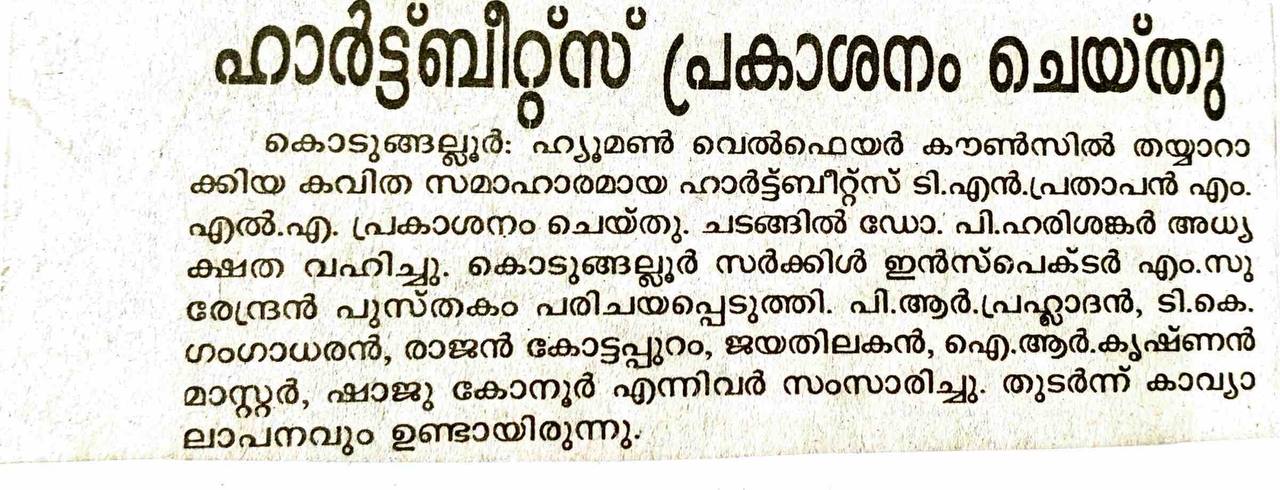 ഹാർട്ട്ബീറ്റ്സ് പ്രകാശനം ചെയ്തു
കൊടുങ്ങല്ലൂർ: ഹ്യൂമൺ വെൽഫെയർ കൗൺസിൽ തയ്യാറാ
ക്കിയ കവിത സമാഹാരമായ ഹാർട്ട്ബീറ്റ്സ് ടി.എൻ.പ്രതാപൻ എം.
എൽ.എ. പ്രകാശനം ചെയ്തു. ചടങ്ങിൽ ഡോ. പി.ഹരിശങ്കർ അധ്യ
ക്ഷത വഹിച്ചു. കൊടുങ്ങല്ലൂർ സർക്കിൾ ഇൻസ്പെക്ടർ എം.സു
രേന്ദ്രൻ പുസ്തകം പരിചയപ്പെടുത്തി. പി.ആർ.പ്രഹ്ലാദൻ, ടി.കെ.
ഗംഗാധരൻ, രാജൻ കോട്ടപ്പുറം, ജയതിലകൻ, ഐ.ആർ.കൃഷ്ണൻ
മാസ്റ്റർ, ഷാജു കോനൂർ എന്നിവർ സംസാരിച്ചു. തുടർന്ന് കാവ്യാ
ലാപനവും ഉണ്ടായിരുന്നു.